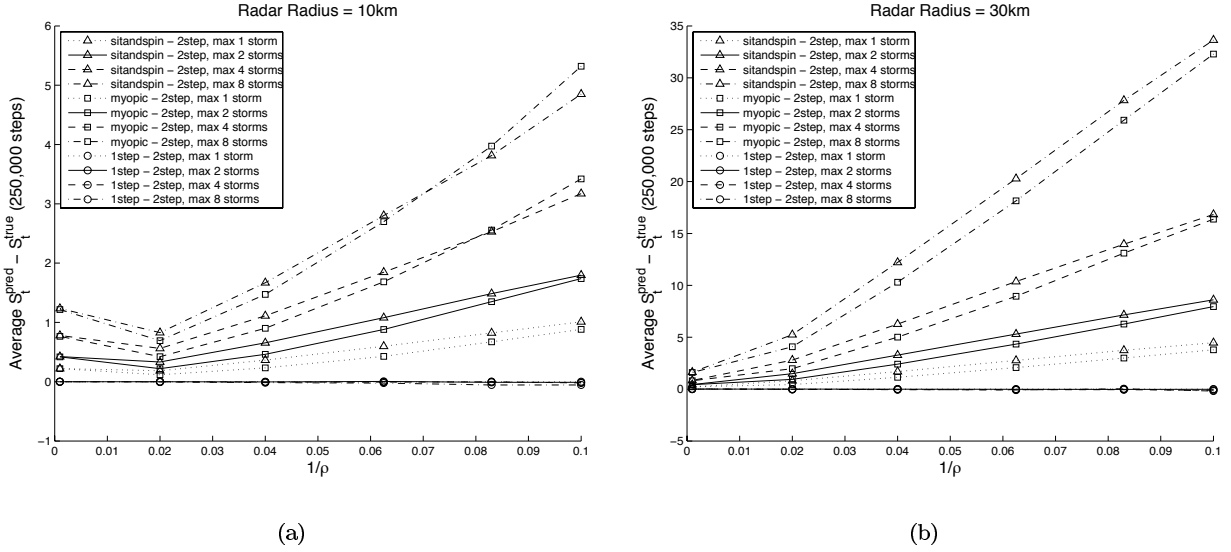 Radar Radius = 10km
6
5
4
3
2
1
0
−1
Average S_t^pred − S_t^true (250,000 steps)
sitandspin − 2step, max 1 storm
sitandspin − 2step, max 2 storms
sitandspin − 2step, max 4 storms
sitandspin − 2step, max 8 storms
myopic − 2step, max 1 storm
myopic − 2step, max 2 storms
myopic − 2step, max 4 storms
myopic − 2step, max 8 storms
1step − 2step, max 1 storm
1step − 2step, max 2 storms
1step − 2step, max 4 storms
1step − 2step, max 8 storms
0 0.01 0.02 0.03 0.04 0.05 0.06 0.07 0.08 0.09 0.1
1/ρ
(a)
Radar Radius = 30km
35
30
25
20
15
10
5
0
−5
Average S_t^pred − S_t^true (250,000 steps)
sitandspin − 2step, max 1 storm
sitandspin − 2step, max 2 storms
sitandspin − 2step, max 4 storms
sitandspin − 2step, max 8 storms
myopic − 2step, max 1 storm
myopic − 2step, max 2 storms
myopic − 2step, max 4 storms
myopic − 2step, max 8 storms
1step − 2step, max 1 storm
1step − 2step, max 2 storms
1step − 2step, max 4 storms
1step − 2step, max 8 storms
0.01 0.02 0.03 0.04 0.05 0.06 0.07 0.08 0.09 0.1
1/ρ
(b)